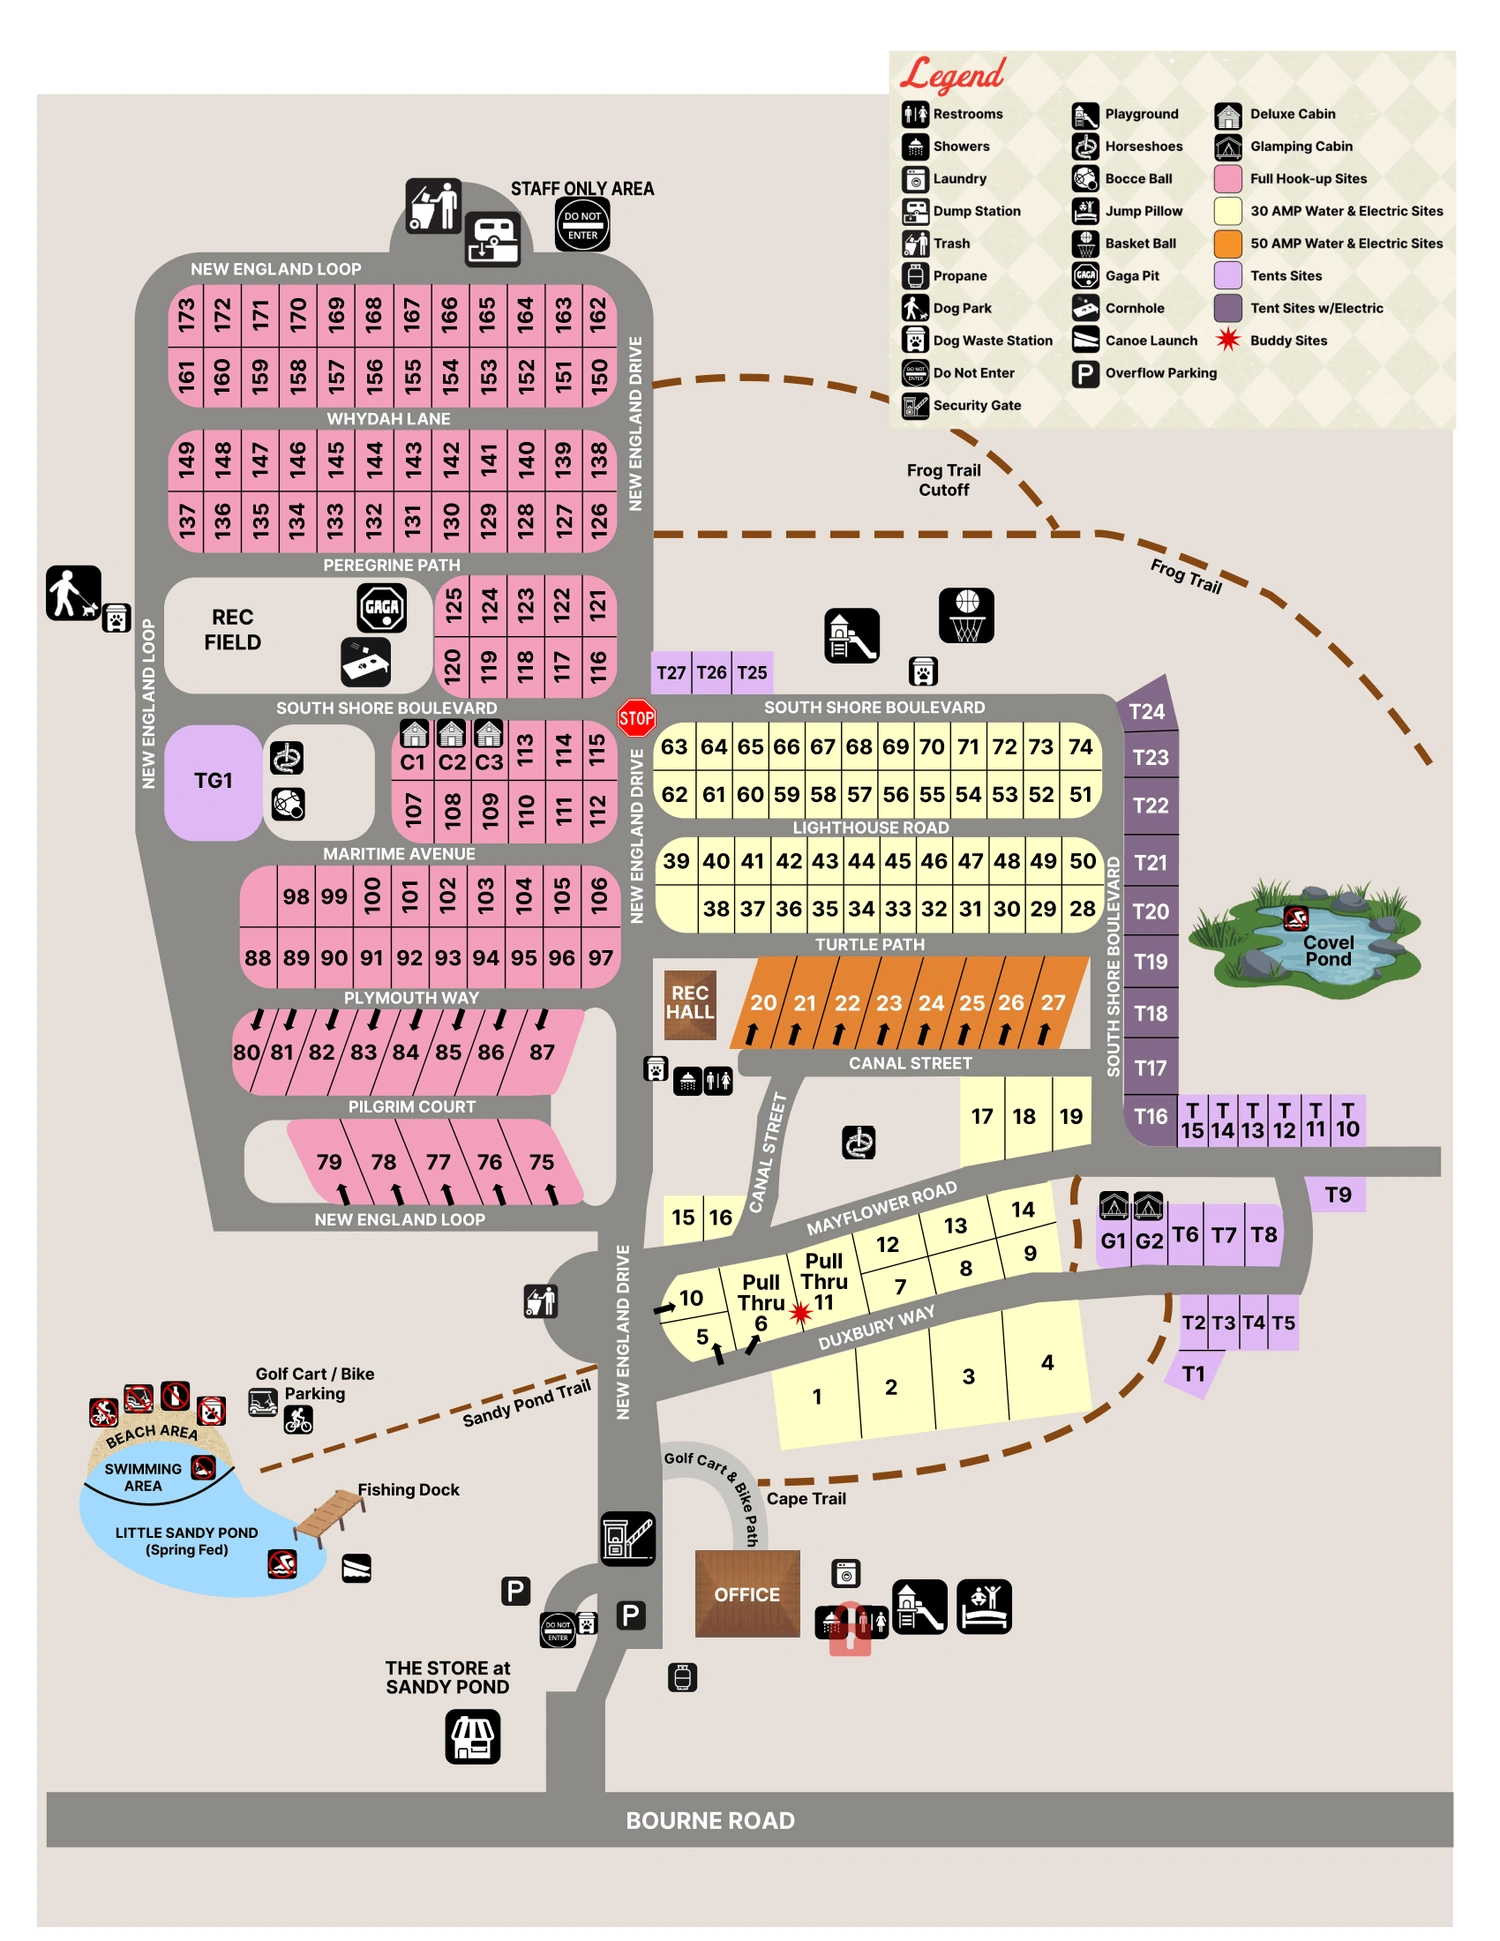 Legend
Restrooms
Showers
Laundry
Dump Station
Trash
Propane
Dog Park
Dog Waste Station
Do Not Enter
Security Gate
Playground
Horseshoes
Bocce Ball
Jump Pillow
Basket Ball
GAGA
Gaga Pit
Cornhole
Canoe Launch
P
Overflow Parking
Deluxe Cabin
Glamping Cabin
Full Hook-up Sites
30 AMP Water & Electric Sites
50 AMP Water & Electric Sites
Tents Sites
Tent Sites w/Electric
Buddy Sites
STAFF ONLY AREA
DO NOT
ENTER
NEW ENGLAND LOOP
173 172 171 170 169 168 167 166 165 164 163 162
161 160 159 158 157 156 155 154 153 152 151 150
NEW ENGLAND DRIVE
WHYDAH LANE
149 148 147 146 145 144 143 142 141 140 139 138
137 136 135 134 133 132 131 130 129 128 127 126
Frog Trail
Cutoff
Frog Trail
PEREGRINE PATH
REC
FIELD
GAGA
125 124 123 122 121
120 119 118 117 116
NEW ENGLAND LOOP
T27 T26 T25
SOUTH SHORE BOULEVARD
STOP
SOUTH SHORE BOULEVARD
T24
T23
T22
T21
T20
T19
T18
T17
T16
TG1
C1 C2 C3 113 114 115
107 108 109 110 111 112
NEW ENGLAND DRIVE
63 64 65 66 67 68 69 70 71 72 73 74
62 61 60 59 58 57 56 55 54 53 52 51
LIGHTHOUSE ROAD
39 40 41 42 43 44 45 46 47 48 49 50
38 37 36 35 34 33 32 31 30 29 28
SOUTH SHORE BOULEVARD
TURTLE PATH
MARITIME AVENUE
98 99 100 101 102 103 104 105 106
88 89 90 91 92 93 94 95 96 97
PLYMOUTH WAY
80 81 82 83 84 85 86 87
PILGRIM COURT
79 78 77 76 75
NEW ENGLAND LOOP
Covel
Pond
REC
HALL
20 21 22 23 24 25 26 27
CANAL STREET
CANAL STREET
17 18 19
T
15
T
14
T
13
T
12
T
11
T
10
T9
15 16
MAYFLOWER ROAD
G1 G2 T6 T7 T8
12 13 14
7 8 9
10
5
Pull
Thru
6
Pull
Thru
11
DUXBURY WAY
T2 T3 T4 T5
T1
1 2 3 4
NEW ENGLAND DRIVE
Golf Cart / Bike
Parking
Sandy Pond Trail
BEACH AREA
SWIMMING
AREA
Fishing Dock
LITTLE SANDY POND
(Spring Fed)
Golf Cart & Bike Path
Cape Trail
OFFICE
P
P
DO NOT
ENTER
THE STORE at
SANDY POND
BOURNE ROAD